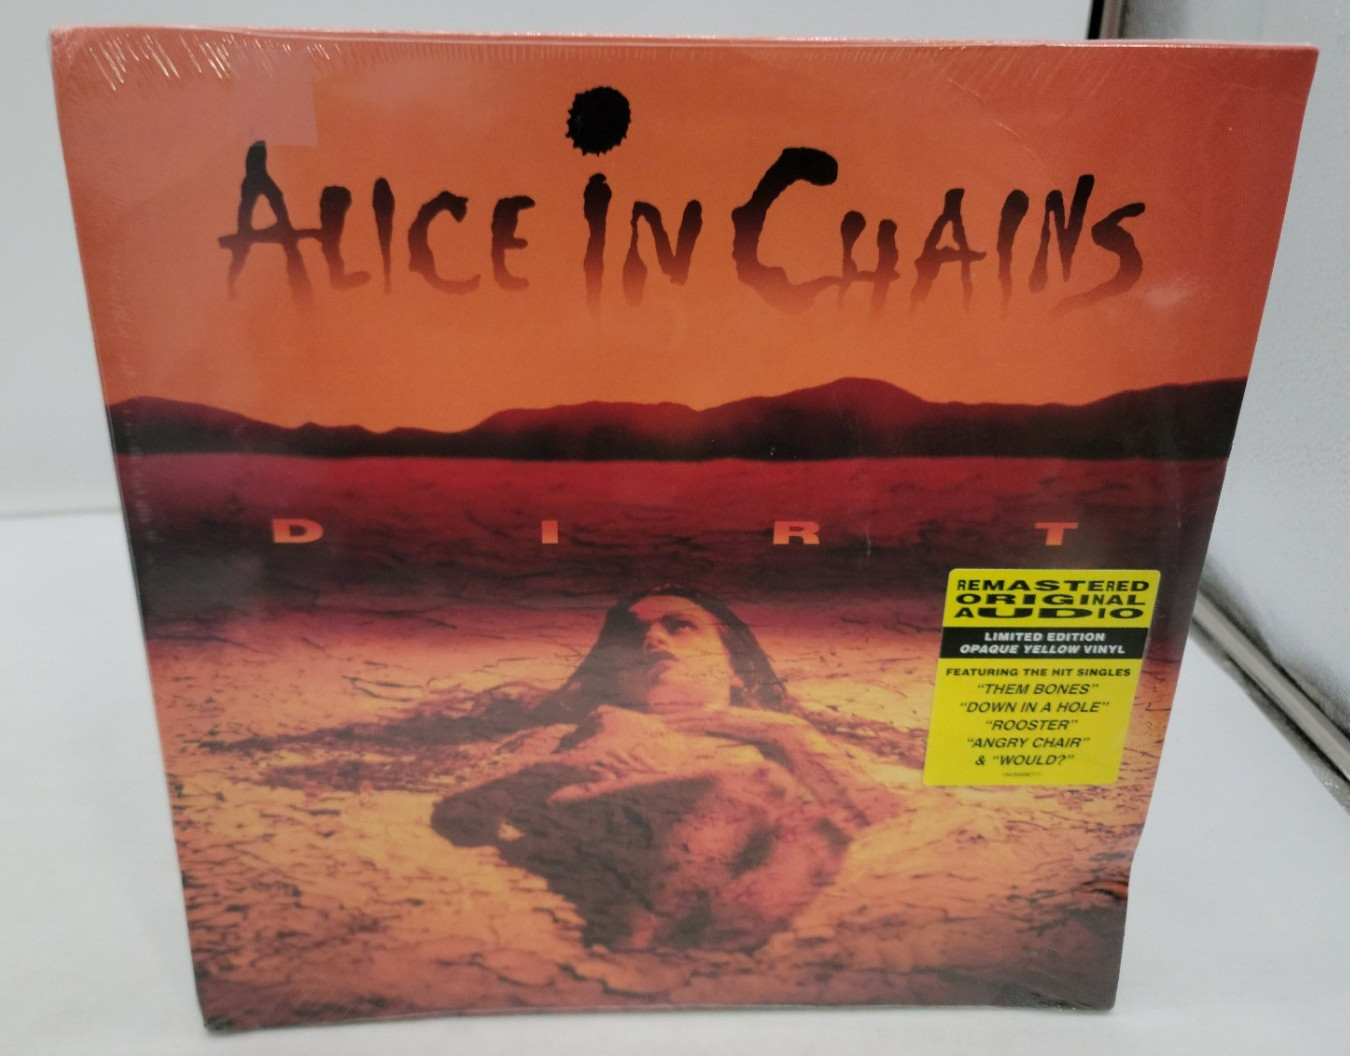 ALICE IN CHAINS
DIRT
REMASTERED
ORIGINAL
AUDIO
LIMITED EDITION
OPAQUE YELLOW VINYL
FEATURING THE HIT SINGLES
“THEM BONES”
“DOWN IN A HOLE”
“ROOSTER”
“ANGRY CHAIR”
& “WOULD?”